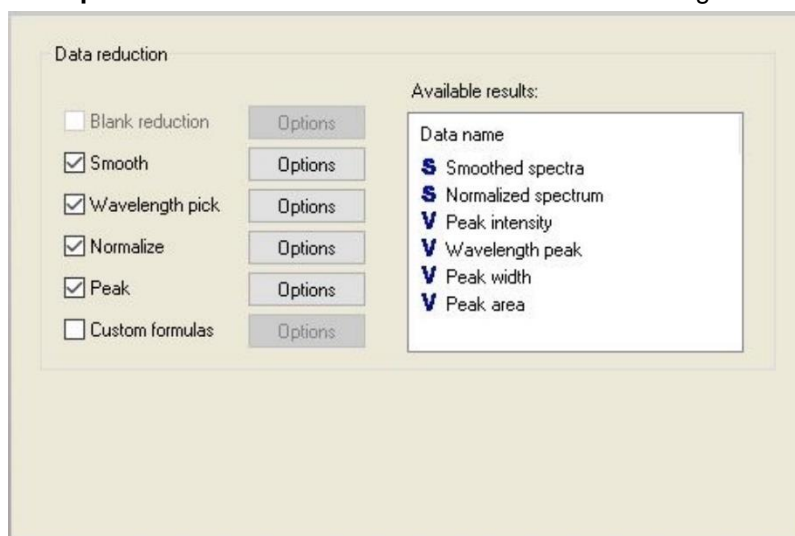 Data reduction
Blank reduction Options
Smooth Options
Wavelength pick Options
Normalize Options
Peak Options
Custom formulas Options
Available results:
Data name
S Smoothed spectra
S Normalized spectrum
V Peak intensity
V Wavelength peak
V Peak width
V Peak area